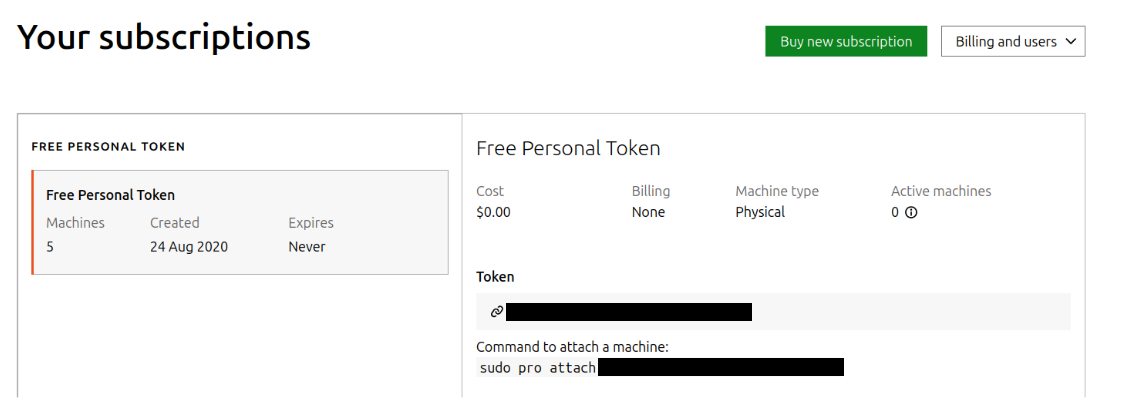 Your subscriptions
Buy new subscription
Billing and users
FREE PERSONAL TOKEN
Free Personal Token
Machines Created Expires
5 24 Aug 2020 Never
Free Personal Token
Cost Billing Machine type Active machines
$0.00 None Physical 0
Token
Command to attach a machine:
sudo pro attach